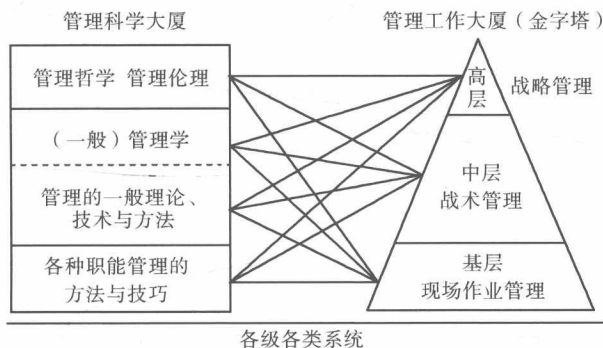 管理科学大厦
管理工作大厦(金字塔)
管理哲学 管理伦理
(一般)管理学
管理的一般理论、
技术与方法
各种职能管理的
方法与技巧
高
层
战略管理
中层
战术管理
基层
现场作业管理
各级各类系统